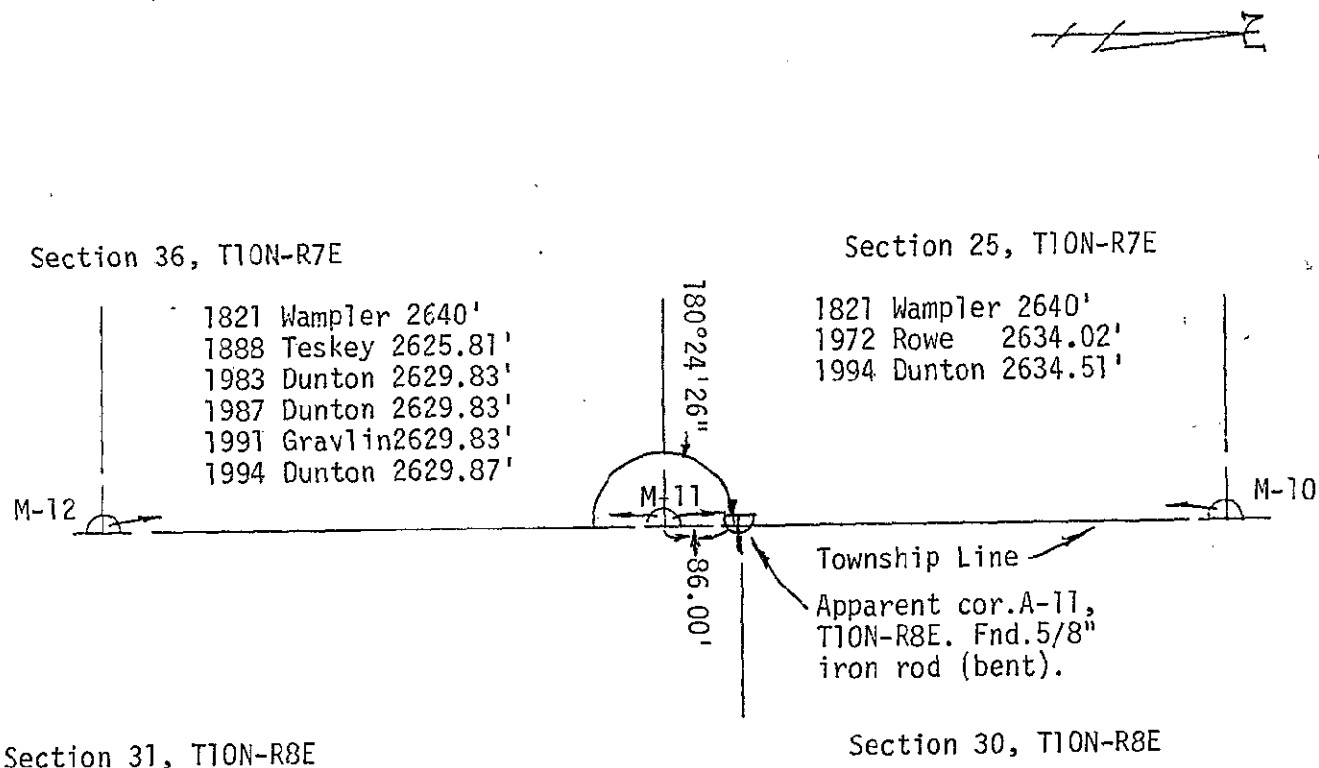 Z
Section 36, T10N-R7E
1821 Wampler 2640'
1888 Teskey 2625.81'
1983 Dunton 2629.83'
1987 Dunton 2629.83'
1991 Gravlin2629.83'
1994 Dunton 2629.87'
180°24'26"
Section 25, T10N-R7E
1821 Wampler 2640'
1972 Rowe 2634.02'
1994 Dunton 2634.51'
M-12
M-11
M-10
86.00'
Township Line
Apparent cor.A-11,
T10N-R8E. Fnd.5/8"
iron rod (bent).
Section 31, T10N-R8E
Section 30, T10N-R8E